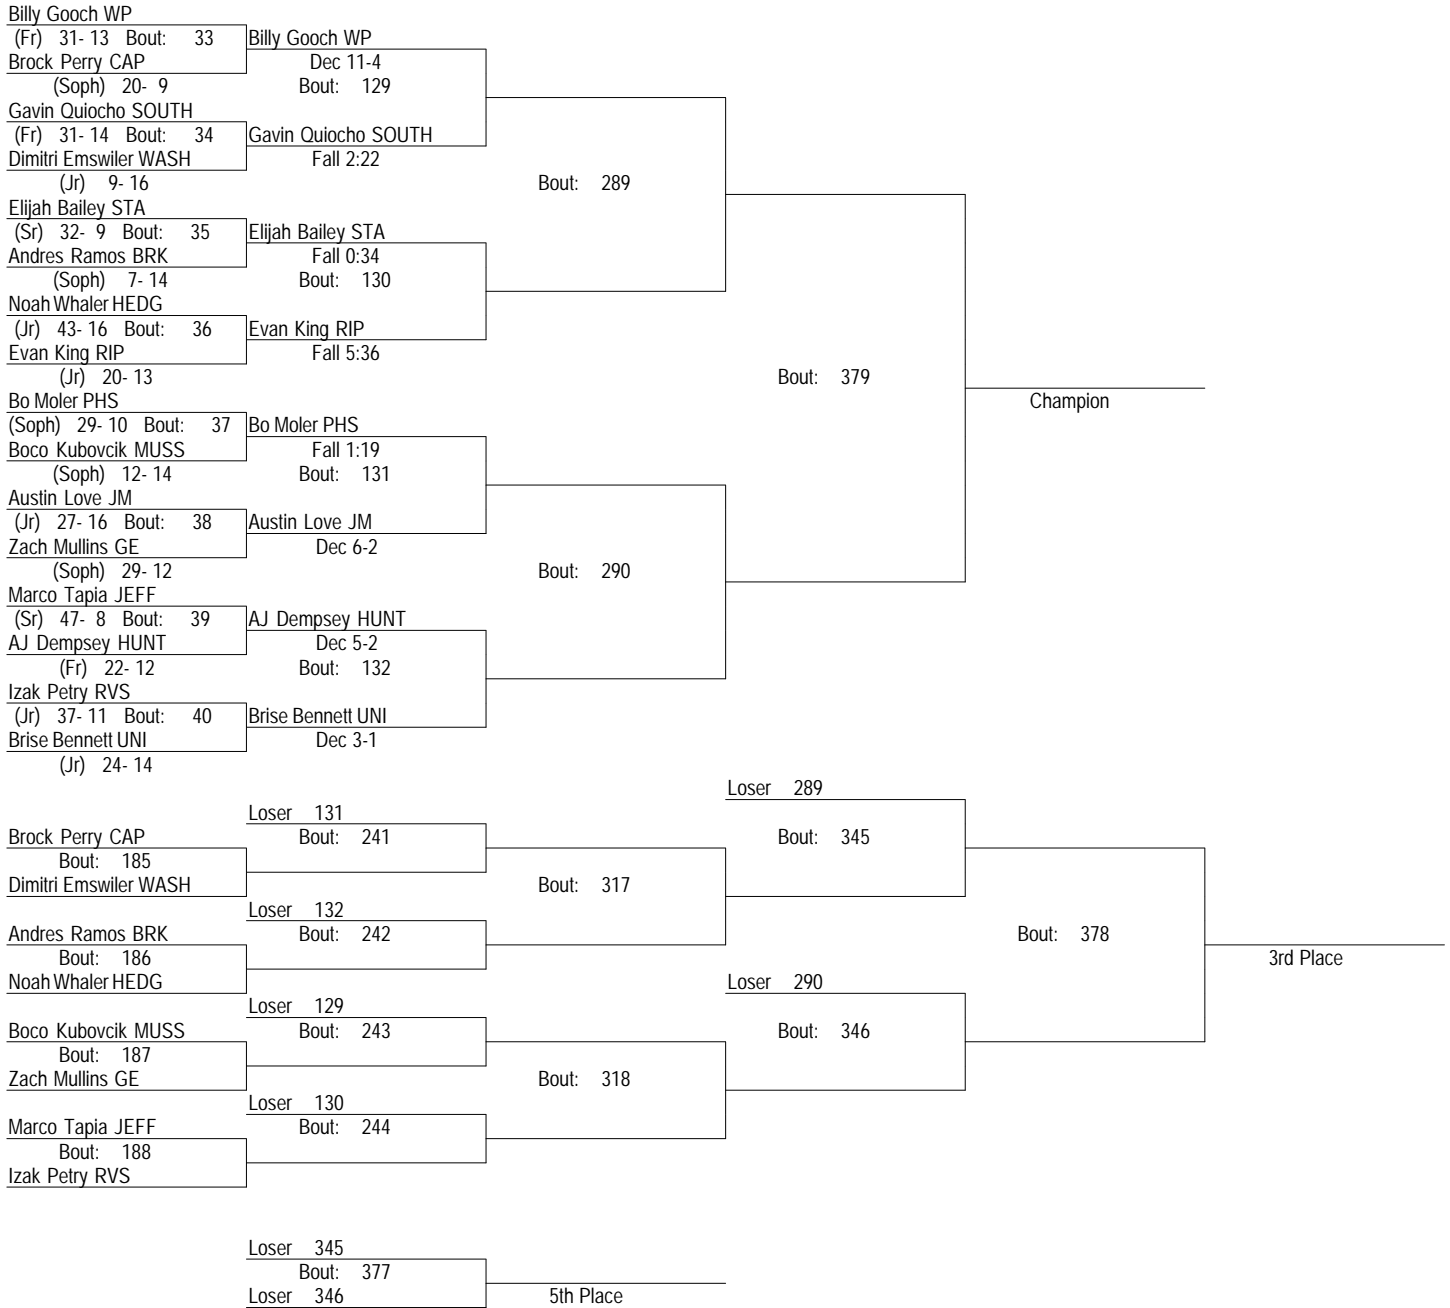 Billy Gooch WP
(Fr) 31- 13 Bout: 33 Billy Gooch WP
Brock Perry CAP Dec 11-4
(Soph) 20- 9 Bout: 129
Gavin Quiocho SOUTH
(Fr) 31- 14 Bout: 34 Gavin Quiocho SOUTH
Dimitri Emswiler WASH Fall 2:22
(Jr) 9- 16 Bout: 289
Elijah Bailey STA
(Sr) 32- 9 Bout: 35 Elijah Bailey STA
Andres Ramos BRK Fall 0:34
(Soph) 7- 14 Bout: 130
Noah Whaler HEDG
(Jr) 43- 16 Bout: 36 Evan King RIP
Evan King RIP Fall 5:36
(Jr) 20- 13 Bout: 379
Bo Moler PHS Champion
(Soph) 29- 10 Bout: 37 Bo Moler PHS
Boco Kubovcik MUSS Fall 1:19
(Soph) 12- 14 Bout: 131
Austin Love JM
(Jr) 27- 16 Bout: 38 Austin Love JM
Zach Mullins GE Dec 6-2
(Soph) 29- 12 Bout: 290
Marco Tapia JEFF
(Sr) 47- 8 Bout: 39 AJ Dempsey HUNT
AJ Dempsey HUNT Dec 5-2
(Fr) 22- 12 Bout: 132
Izak Petry RVS
(Jr) 37- 11 Bout: 40 Brise Bennett UNI
Brise Bennett UNI Dec 3-1
(Jr) 24- 14
Loser 289
Loser 131
Brock Perry CAP Bout: 241 Bout: 345
Bout: 185
Dimitri Emswiler WASH Bout: 317
Loser 132
Andres Ramos BRK Bout: 242 Bout: 378
Bout: 186 3rd Place
Noah Whaler HEDG Loser 290
Loser 129
Boco Kubovcik MUSS Bout: 243 Bout: 346
Bout: 187
Zach Mullins GE Bout: 318
Loser 130
Marco Tapia JEFF Bout: 244
Bout: 188
Izak Petry RVS
Loser 345
Bout: 377
Loser 346 5th Place